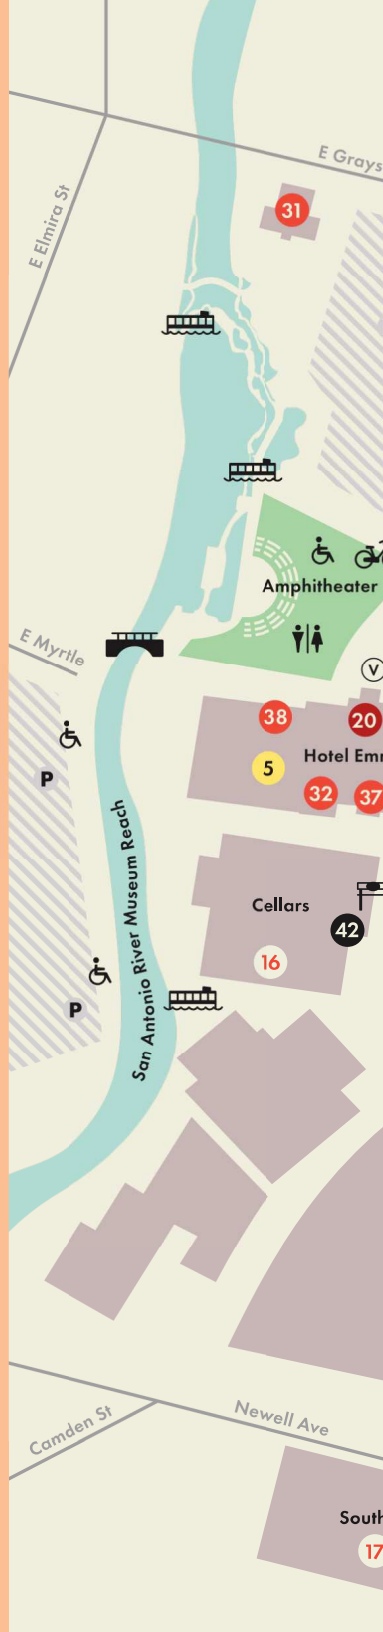 E Grays
31
E Elmira St
Amphitheater
E Myrtle
V
38
20
P
5
Hotel Em
32
37
San Antonio River Museum Reach
Cellars
42
16
P
Newell Ave
Camden St
South
17